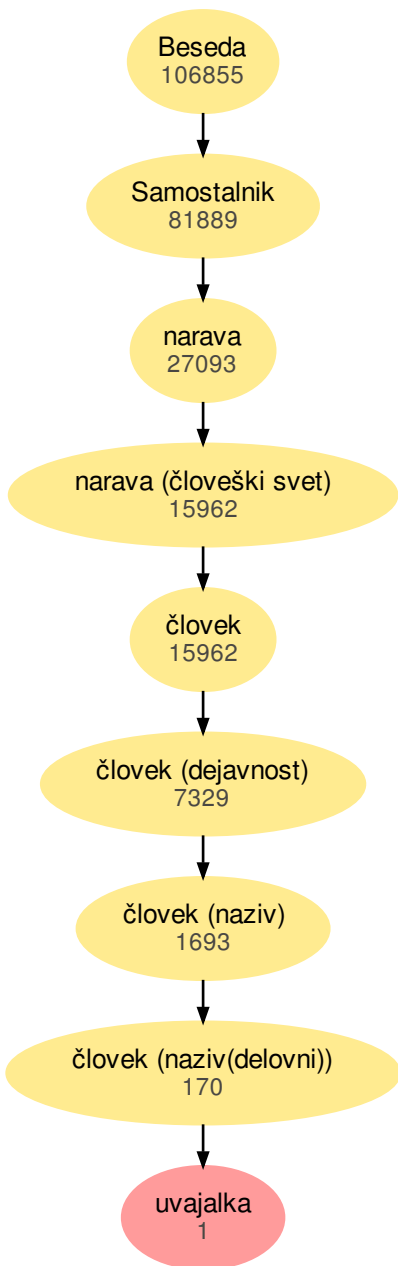 Beseda
106855
Samostalnik
81889
narava
27093
narava (človeški svet)
15962
človek
15962
človek (dejavnost)
7329
človek (naziv)
1693
človek (naziv(delovni))
170
uvajalka
1